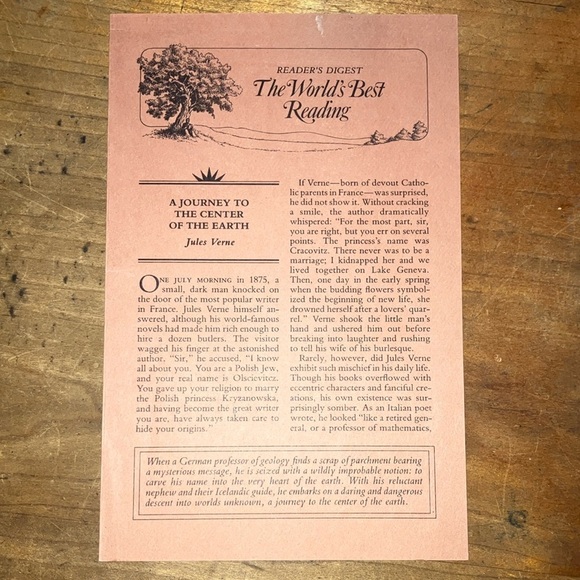 READER'S DIGEST
The World's Best
Reading
A JOURNEY TO
THE CENTER
OF THE EARTH
Jules Verne
ONE JULY MORNING in 1875, a
small, dark man knocked on
the door of the most popular writer
in France. Jules Verne himself an-
swered, although his world-famous
novels had made him rich enough to
hire a dozen butlers. The visitor
wagged his finger at the astonished
author. "Sir," he accused, "I know
all about you. You are a Polish Jew,
and your real name is Olscievitcz.
You gave up your religion to marry
the Polish princess Kryzanowska,
and having become the great writer
you are, have always taken care to
hide your origins."
If Verne—born of devout Catho-
lic parents in France—was surprised,
he did not show it. Without cracking
a smile, the author dramatically
whispered: "For the most part, sir,
you are right, but you err on several
points. The princess's name was
Cracovitz. There never was to be a
marriage; I kidnapped her and we
lived together on Lake Geneva.
Then, one day in the early spring
when the budding flowers symbol-
ized the beginning of new life, she
drowned herself after a lovers' quar-
rel." Verne shook the little man's
hand and ushered him out before
breaking into laughter and rushing
to tell his wife of his burlesque.
Rarely, however, did Jules Verne
exhibit such mischief in his daily life.
Though his books overflowed with
eccentric characters and fanciful cre-
ations, his own existence was sur-
prisingly somber. As an Italian poet
wrote, he looked "like a retired gen-
eral, or a professor of mathematics,
When a German professor of geology finds a scrap of parchment bearing
a mysterious message, he is seized with a wildly improbable notion: to
carve his name into the very heart of the earth. With his reluctant
nephew and their Icelandic guide, he embarks on a daring and dangerous
descent into worlds unknown, a journey to the center of the earth.